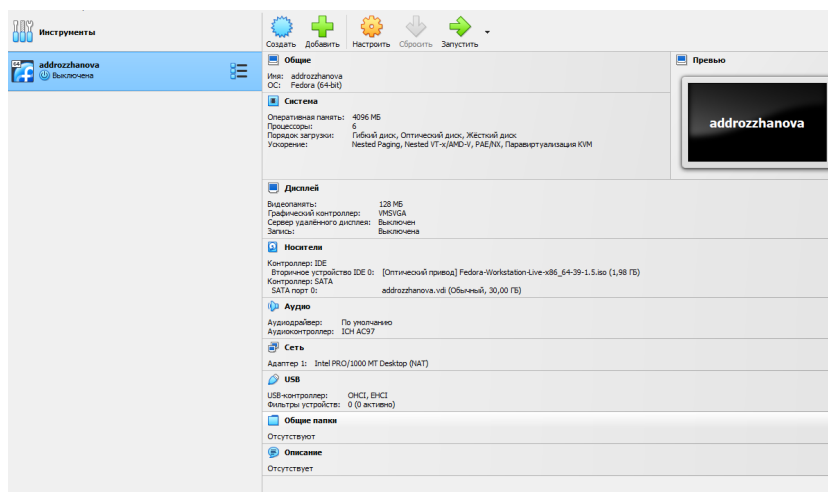 Инструменты
Создать Добавить Настроить Сбросить Запустить
64
addrozzhanova
Выключена
Общие
Имя: addrozzhanova
ОС: Fedora (64-bit)
Превью
addrozzhanova
Система
Оперативная память: 4096 МБ
Процессоры: 6
Порядок загрузки: Гибкий диск, Оптический диск, Жёсткий диск
Ускорение: Nested Paging, Nested VT-x/AMD-V, PAE/NX, Паравиртуализация KVM
Дисплей
Видеопамять: 128 МБ
Графический контроллер: VMSVGA
Сервер удалённого дисплея: Выключен
Запись: Выключена
Носители
Контроллер: IDE
Вторичное устройство IDE 0: [Оптический привод] Fedora-Workstation-Live-x86_64-39-1.5.iso (1,98 ГБ)
Контроллер: SATA
SATA порт 0: addrozzhanova.vdi (Обычный, 30,00 ГБ)
Аудио
Аудиодрайвер: По умолчанию
Аудиоконтроллер: ICH AC97
Сеть
Адаптер 1: Intel PRO/1000 MT Desktop (NAT)
USB
USB-контроллер: OHCI, EHCI
Фильтры устройств: 0 (0 активно)
Общие папки
Отсутствуют
Описание
Отсутствует